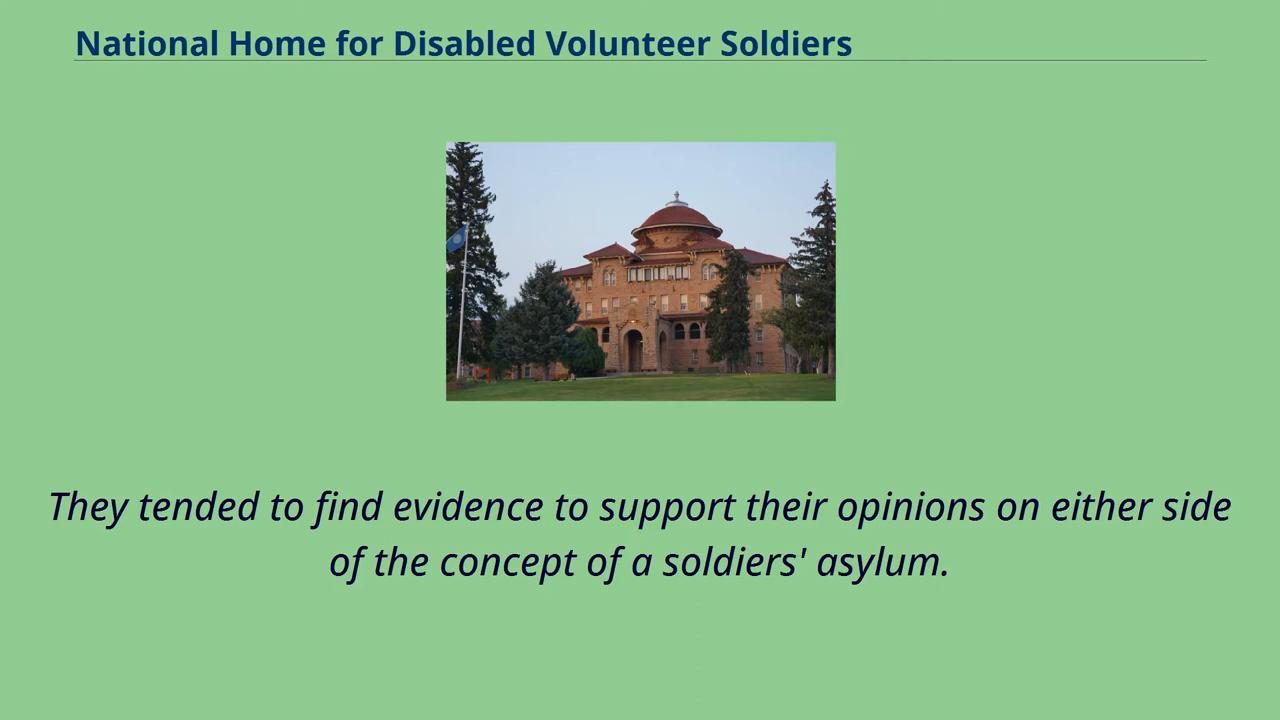 National Home for Disabled Volunteer Soldiers
They tended to find evidence to support their opinions on either side
of the concept of a soldiers' asylum.